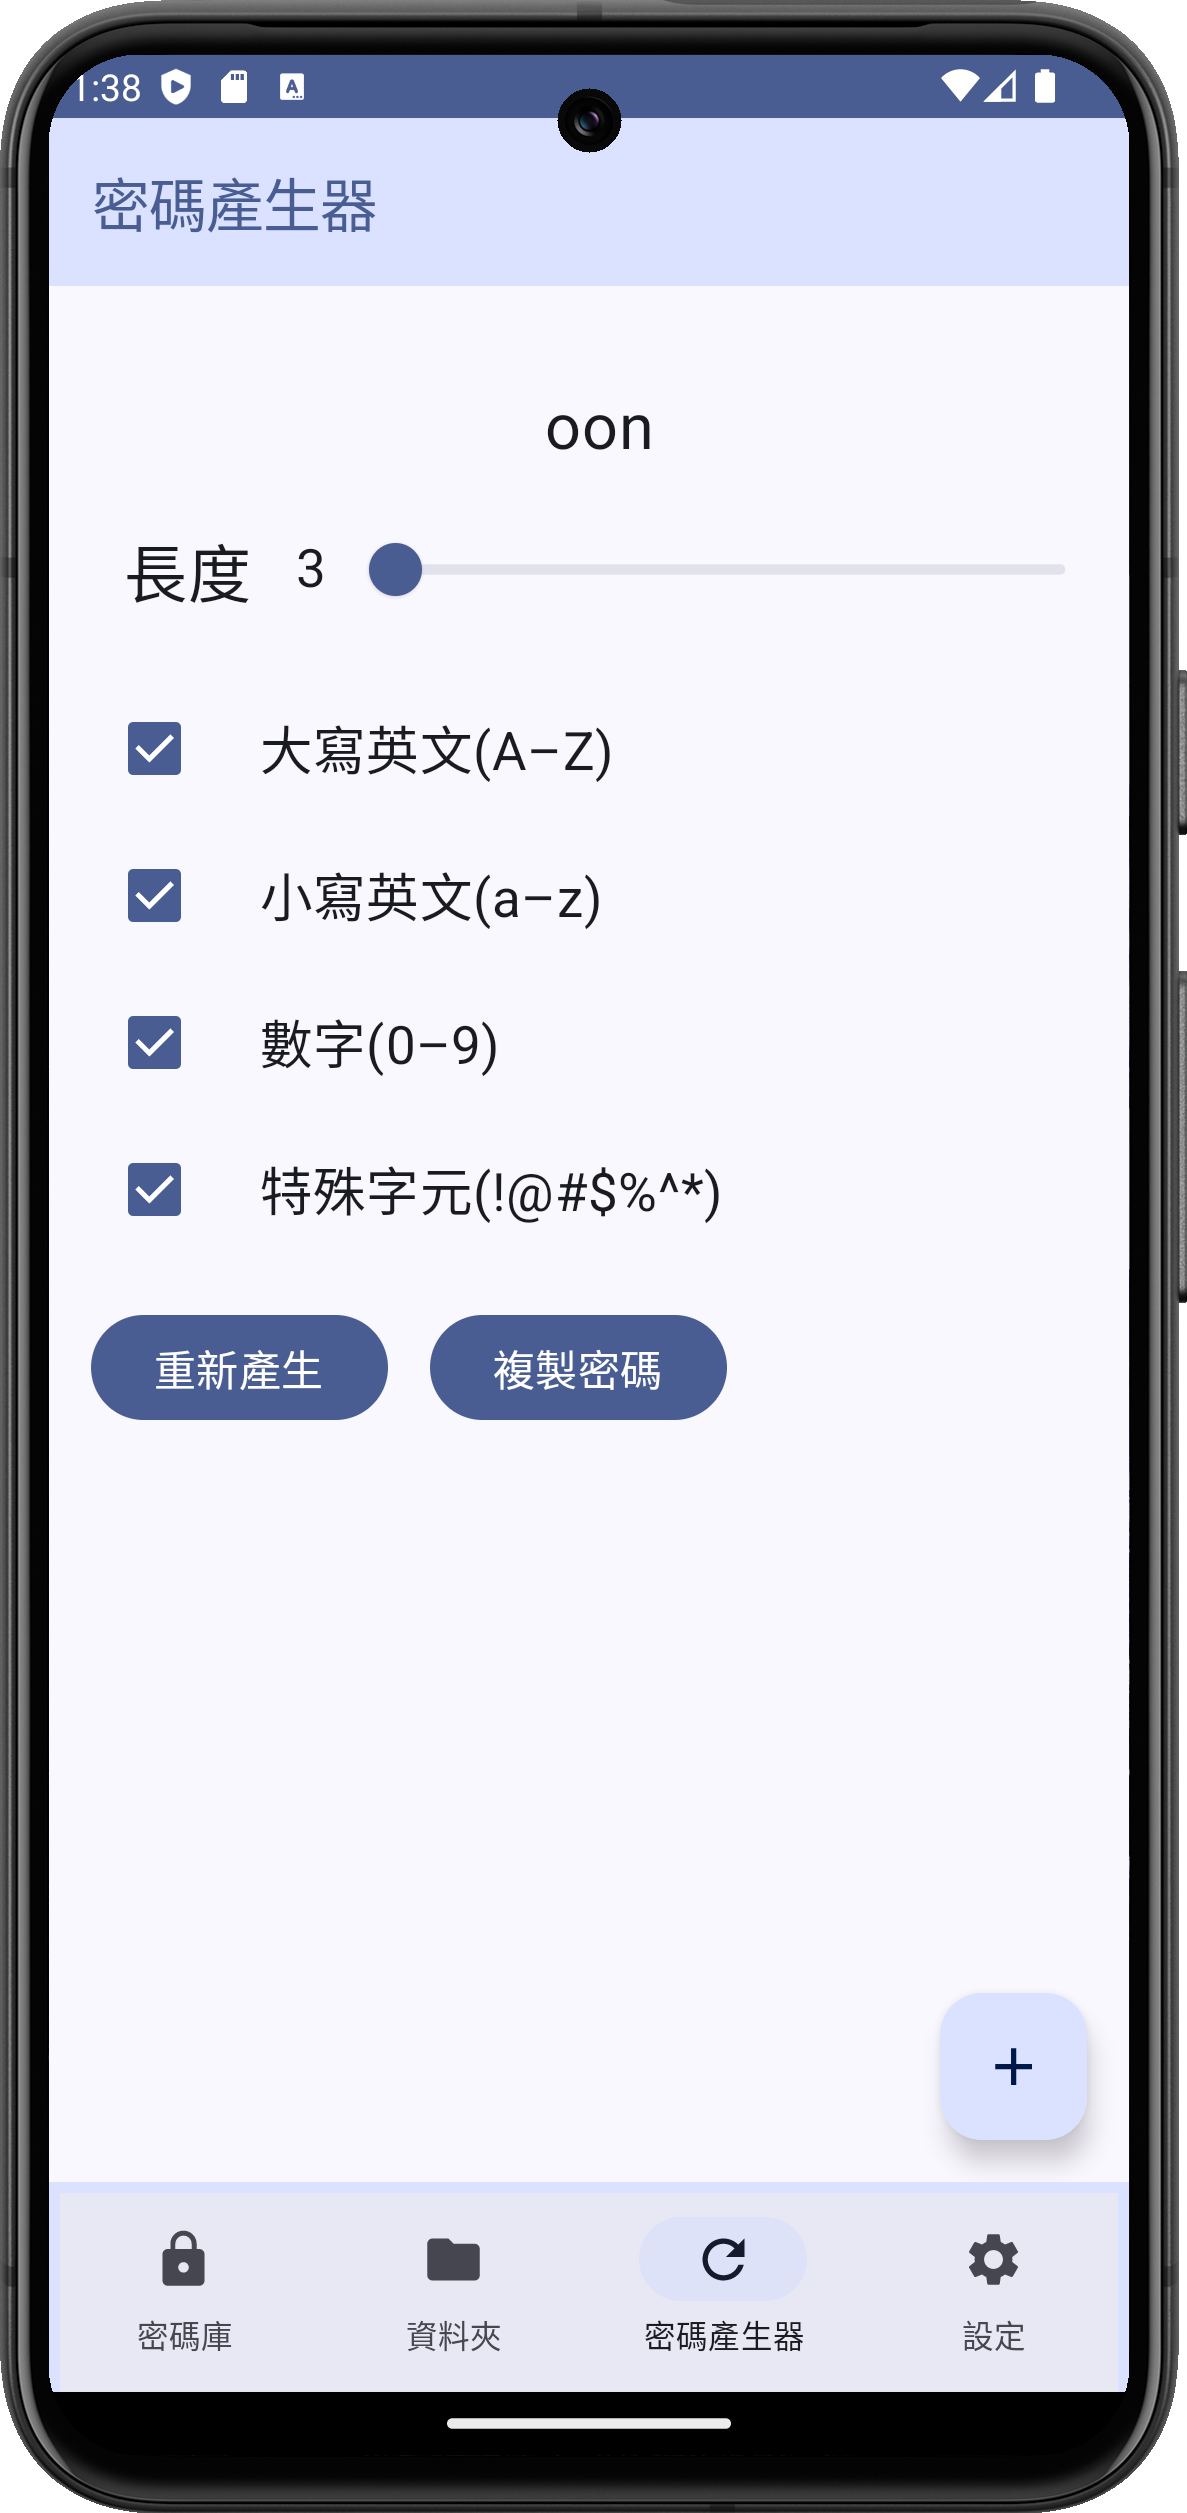 1:38
密碼產生器
oon
長度 3
大寫英文(A–Z)
小寫英文(a–z)
數字(0–9)
特殊字元(!@#$%^*)
重新產生 複製密碼
+
密碼庫 資料夾 密碼產生器 設定